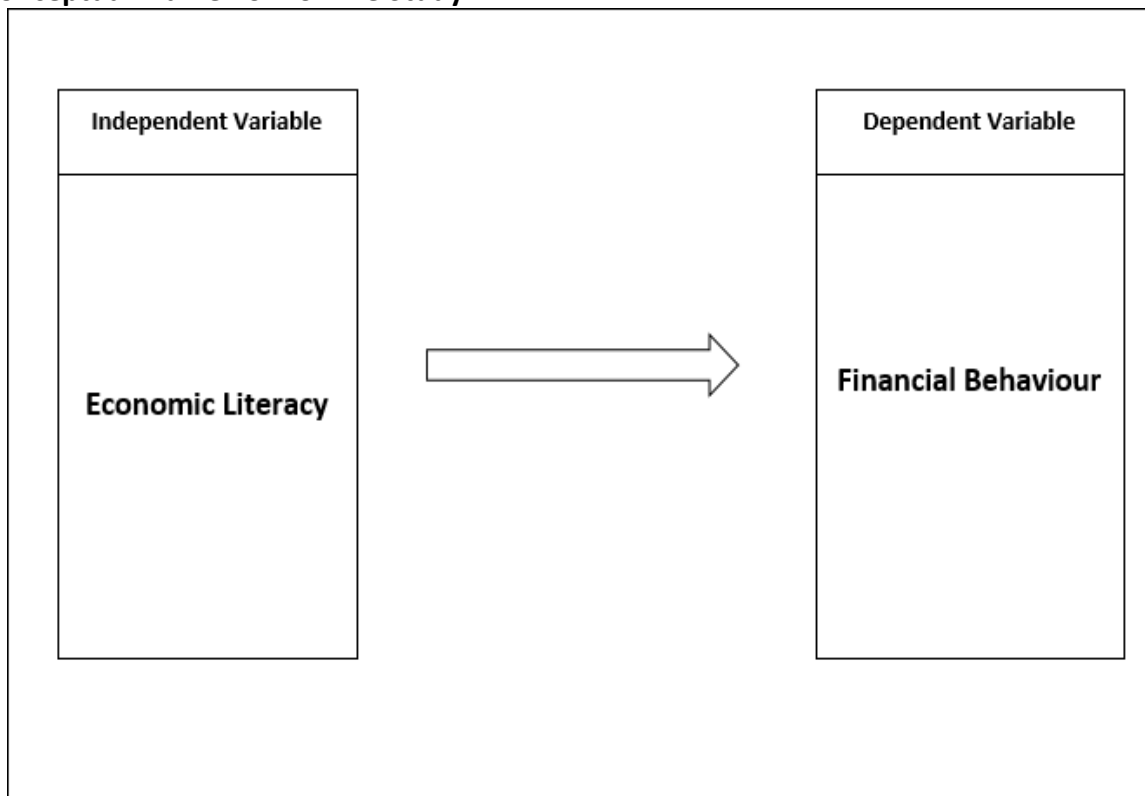 Independent Variable
Dependent Variable
Economic Literacy
Financial Behaviour